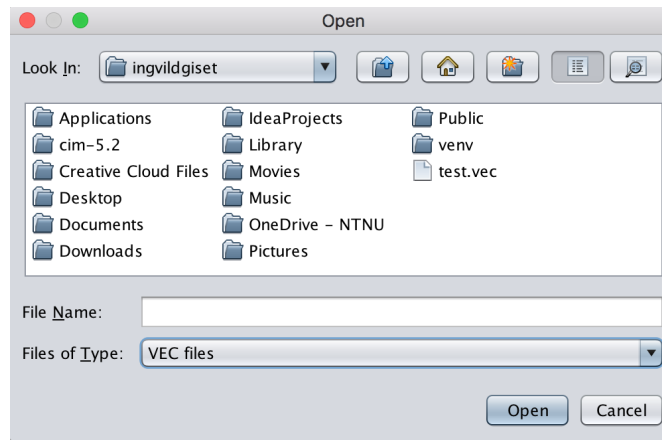 Open
Look In: ingvildgiset
Applications IdeaProjects Public
cim-5.2 Library venv
Creative Cloud Files Movies test.vec
Desktop Music
Documents OneDrive - NTNU
Downloads Pictures
File Name:
Files of Type: VEC files
Open Cancel